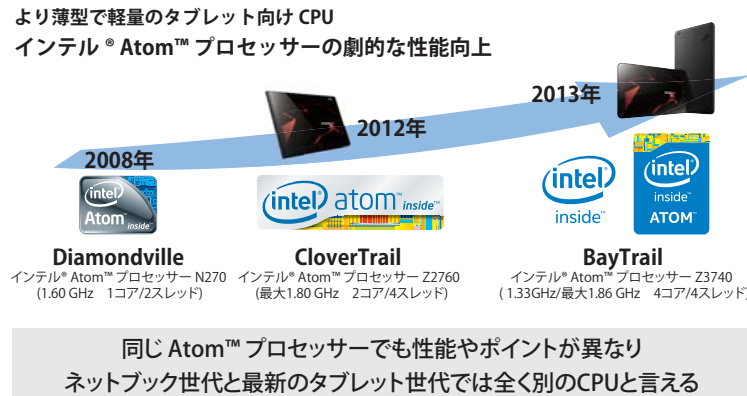 より薄型で軽量のタブレット向け CPU
インテル ® Atom™ プロセッサーの劇的な性能向上
2008年
2012年
2013年
intel
Atom
inside™
intel® atom™ inside™
intel
inside™
intel
inside™
ATOM
Diamondville
インテル® Atom™ プロセッサー N270
(1.60 GHz　1コア/2スレッド)
CloverTrail
インテル® Atom™ プロセッサー Z2760
(最大1.80 GHz　2コア/4スレッド)
BayTrail
インテル® Atom™ プロセッサー Z3740
( 1.33GHz/最大1.86 GHz　4コア/4スレッド)
同じ Atom™ プロセッサーでも性能やポイントが異なり
ネットブック世代と最新のタブレット世代では全く別のCPUと言える